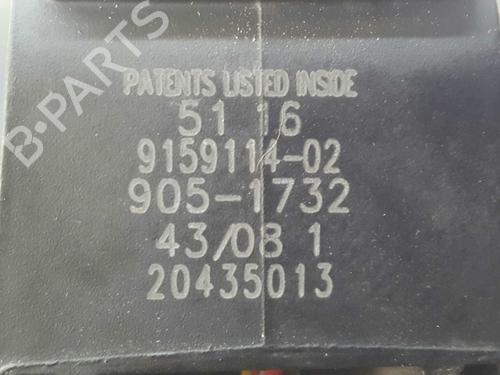 B-PARTS
PATENTS LISTED INSIDE
51 16
9159114-02
905-1732
43/08 1
20435013